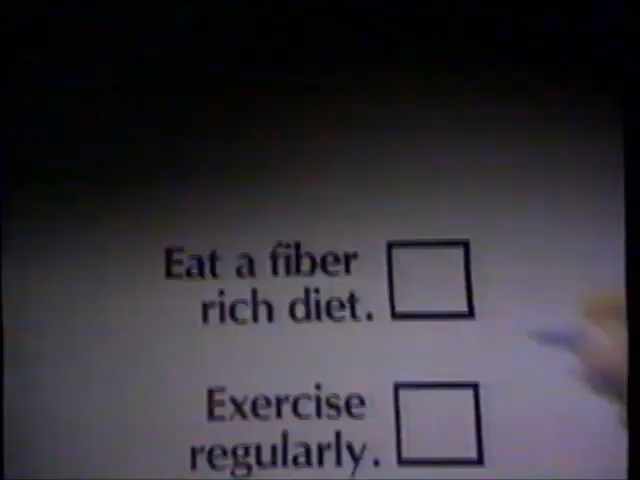 Eat a fiber
rich diet.
Exercise
regularly.